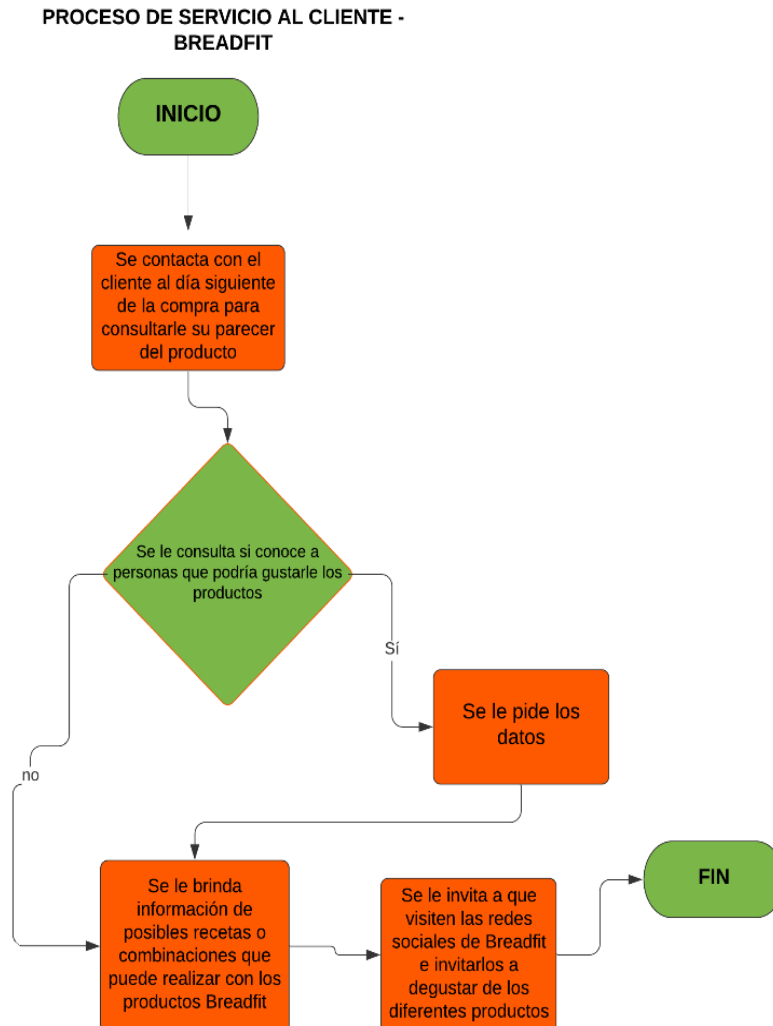 PROCESO DE SERVICIO AL CLIENTE -
BREADFIT
INICIO
Se contacta con el
cliente al día siguiente
de la compra para
consultarle su parecer
del producto
Se le consulta si conoce a
personas que podría gustarle los
productos
Sí
Se le pide los
datos
no
Se le brinda
información de
posibles recetas o
combinaciones que
puede realizar con los
productos Breadfit
Se le invita a que
visiten las redes
sociales de Breadfit
e invitarlos a
degustar de los
diferentes productos
FIN